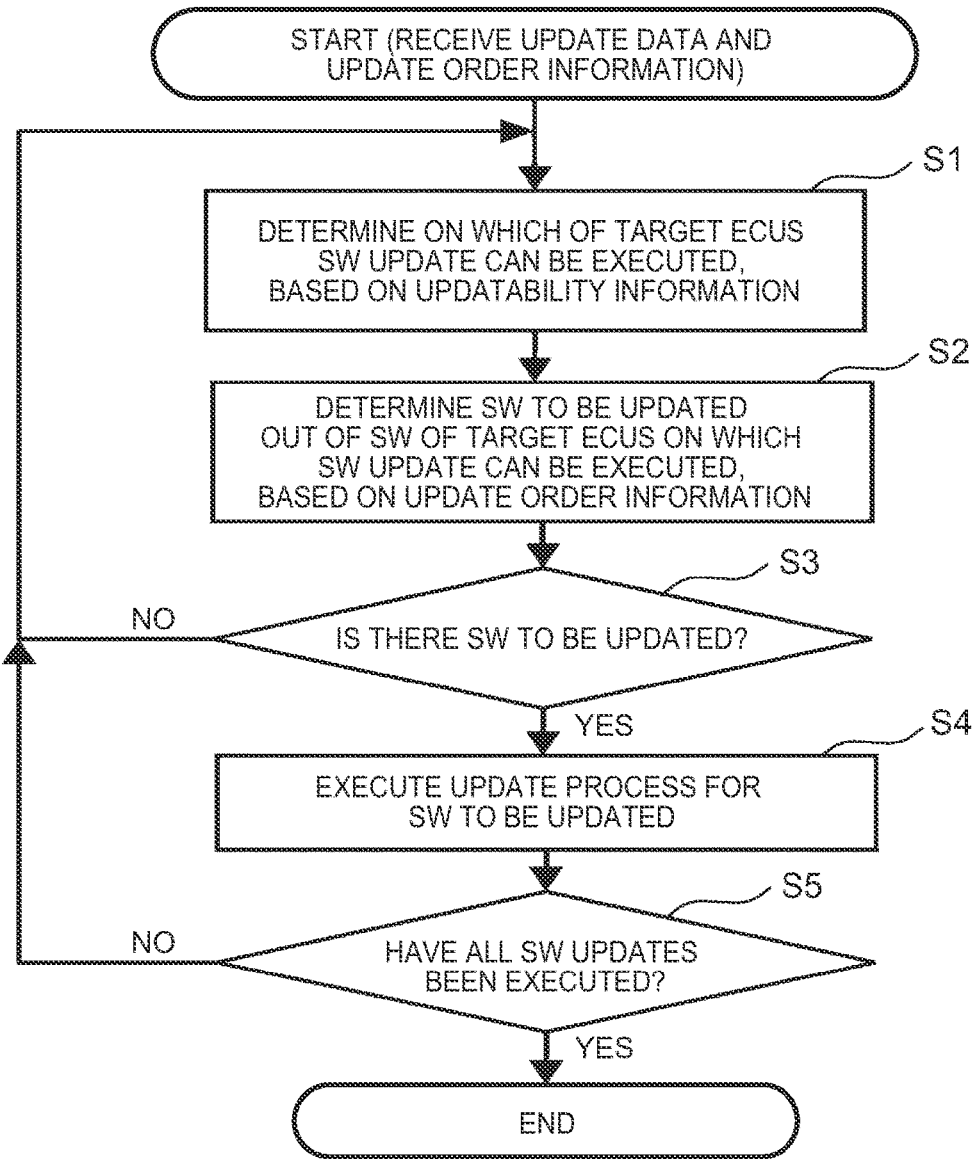 START (RECEIVE UPDATE DATA AND
UPDATE ORDER INFORMATION)
S1
DETERMINE ON WHICH OF TARGET ECUS
SW UPDATE CAN BE EXECUTED,
BASED ON UPDATABILITY INFORMATION
S2
DETERMINE SW TO BE UPDATED
OUT OF SW OF TARGET ECUS ON WHICH
SW UPDATE CAN BE EXECUTED,
BASED ON UPDATE ORDER INFORMATION
S3
NO
IS THERE SW TO BE UPDATED?
YES
S4
EXECUTE UPDATE PROCESS FOR
SW TO BE UPDATED
S5
NO
HAVE ALL SW UPDATES
BEEN EXECUTED?
YES
END